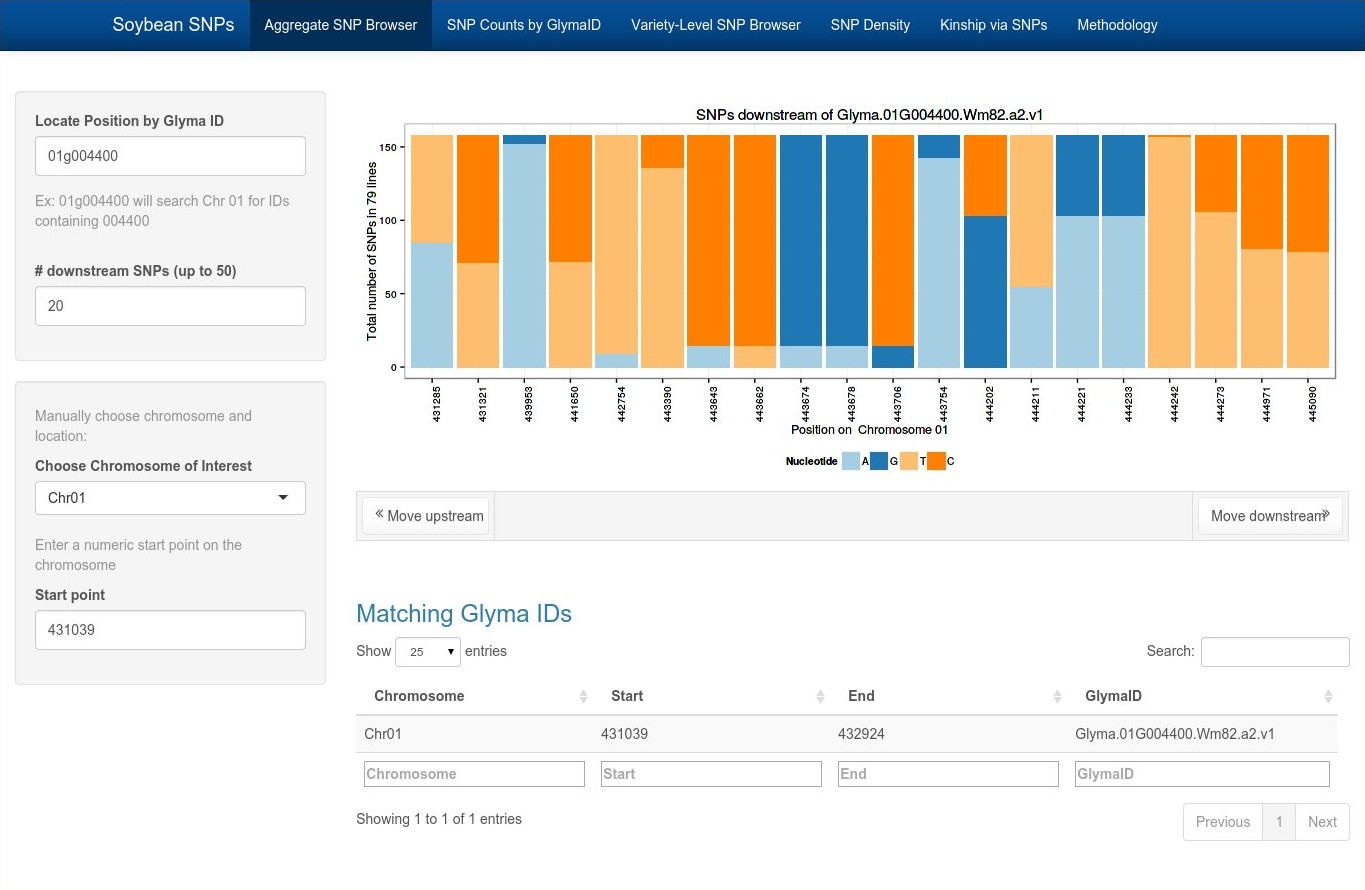 Soybean SNPs Aggregate SNP Browser SNP Counts by GlymaID Variety-Level SNP Browser SNP Density Kinship via SNPs Methodology
Locate Position by Glyma ID
01g004400
Ex: 01g004400 will search Chr 01 for IDs
containing 004400
# downstream SNPs (up to 50)
20
Manually choose chromosome and
location:
Choose Chromosome of Interest
Chr01
Enter a numeric start point on the
chromosome
Start point
431039
SNPs downstream of Glyma.01G004400.Wm82.a2.v1
Total number of SNPs in 79 lines
150
100
50
0
431285 431321 439953 441650 442754 443390 443643 443662 443674 443678 443706 443754 444202 444211 444221 444233 444242 444273 444971 445090
Position on Chromosome 01
Nucleotide A G T C
« Move upstream Move downstream »
Matching Glyma IDs
Show 25 entries Search:
Chromosome Start End GlymaID
Chr01 431039 432924 Glyma.01G004400.Wm82.a2.v1
Chromosome Start End GlymaID
Showing 1 to 1 of 1 entries Previous 1 Next